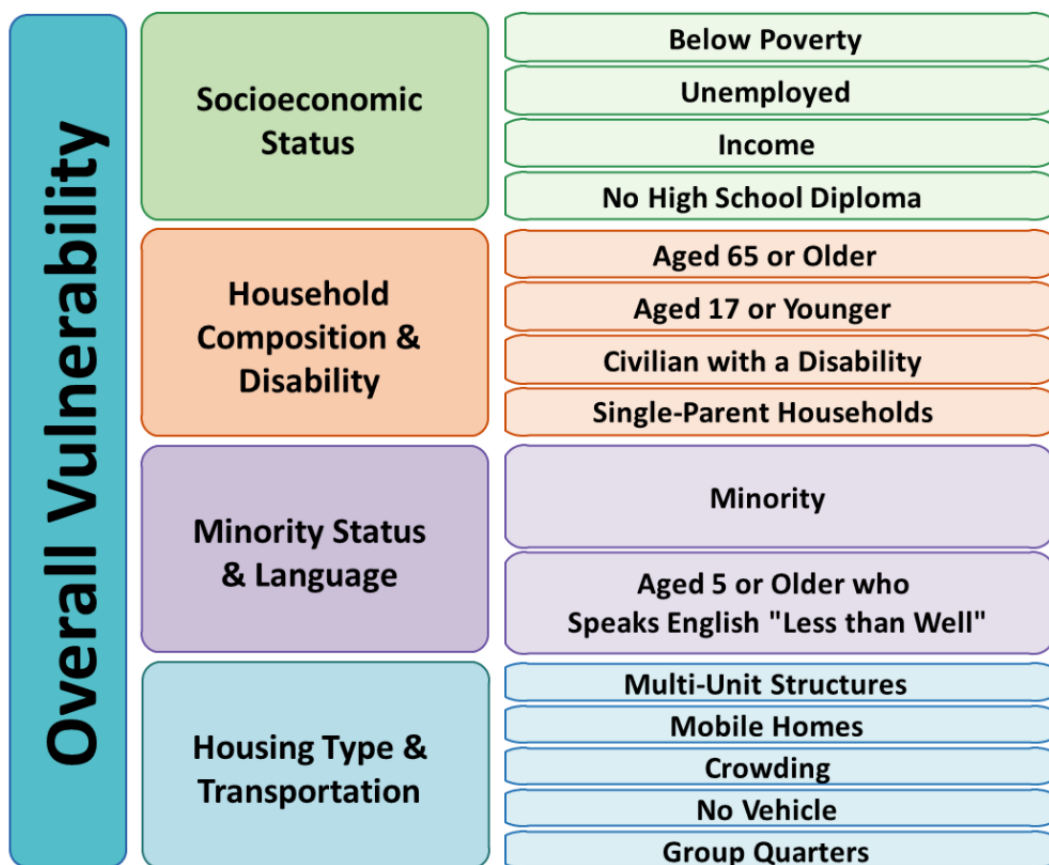 Overall Vulnerability
Socioeconomic
Status
Below Poverty
Unemployed
Income
No High School Diploma
Household
Composition &
Disability
Aged 65 or Older
Aged 17 or Younger
Civilian with a Disability
Single-Parent Households
Minority Status
& Language
Minority
Aged 5 or Older who
Speaks English "Less than Well"
Housing Type &
Transportation
Multi-Unit Structures
Mobile Homes
Crowding
No Vehicle
Group Quarters